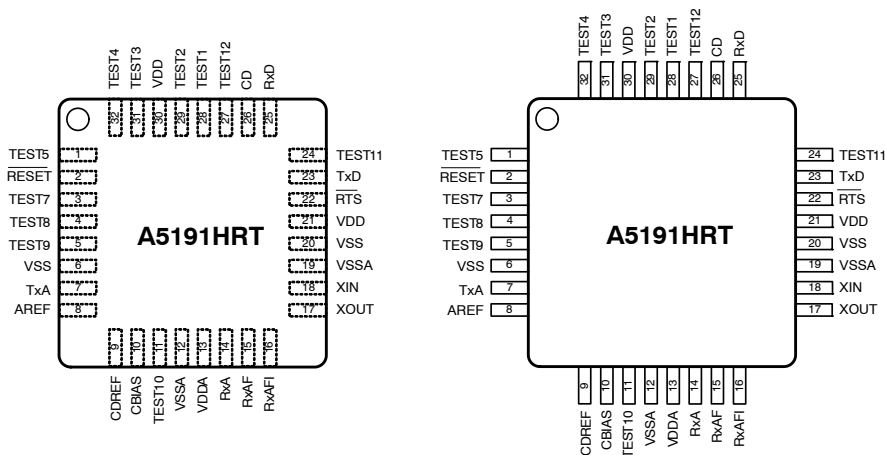 TEST4 TEST3 VDD TEST2 TEST1 TEST12 CD RxD
32 31 30 29 28 27 26 25
TEST5 1 24 TEST11
RESET 2 23 TxD
TEST7 3 22 RTS
TEST8 4 21 VDD
TEST9 5 20 VSS
VSS 6 19 VSSA
TxA 7 18 XIN
AREF 8 17 XOUT
A5191HRT
9 10 11 12 13 14 15 16
CDREF CBIAS TEST10 VSSA VDDA RxA RxAF RxAFI
TEST4 TEST3 VDD TEST2 TEST1 TEST12 CD RxD
32 31 30 29 28 27 26 25
TEST5 1 24 TEST11
RESET 2 23 TxD
TEST7 3 22 RTS
TEST8 4 21 VDD
TEST9 5 20 VSS
VSS 6 19 VSSA
TxA 7 18 XIN
AREF 8 17 XOUT
A5191HRT
9 10 11 12 13 14 15 16
CDREF CBIAS TEST10 VSSA VDDA RxA RxAF RxAFI